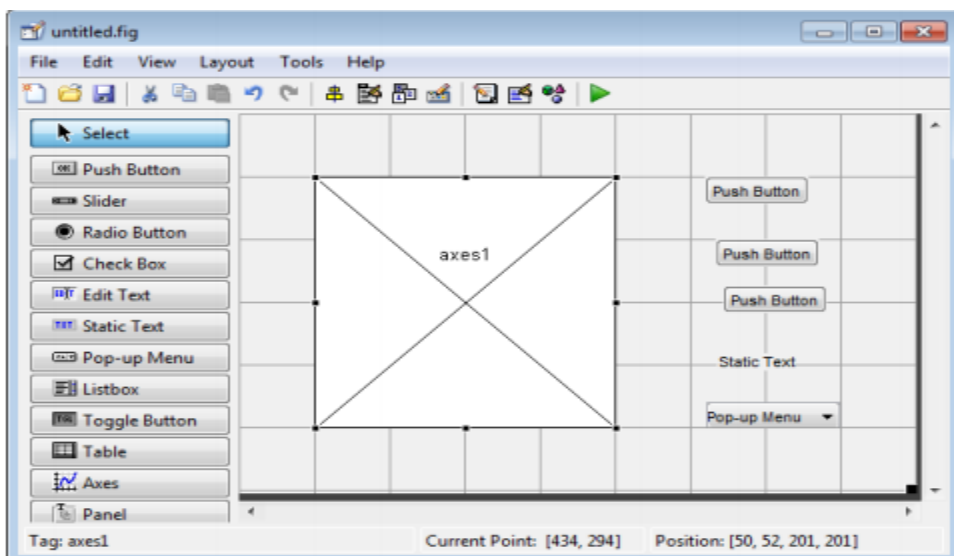 untitled.fig
File Edit View Layout Tools Help
Select
Push Button
Slider
Radio Button
Check Box
Edit Text
Static Text
Pop-up Menu
Listbox
Toggle Button
Table
Axes
Panel
axes1
Push Button
Push Button
Push Button
Static Text
Pop-up Menu
Tag: axes1 Current Point: [434, 294] Position: [50, 52, 201, 201]